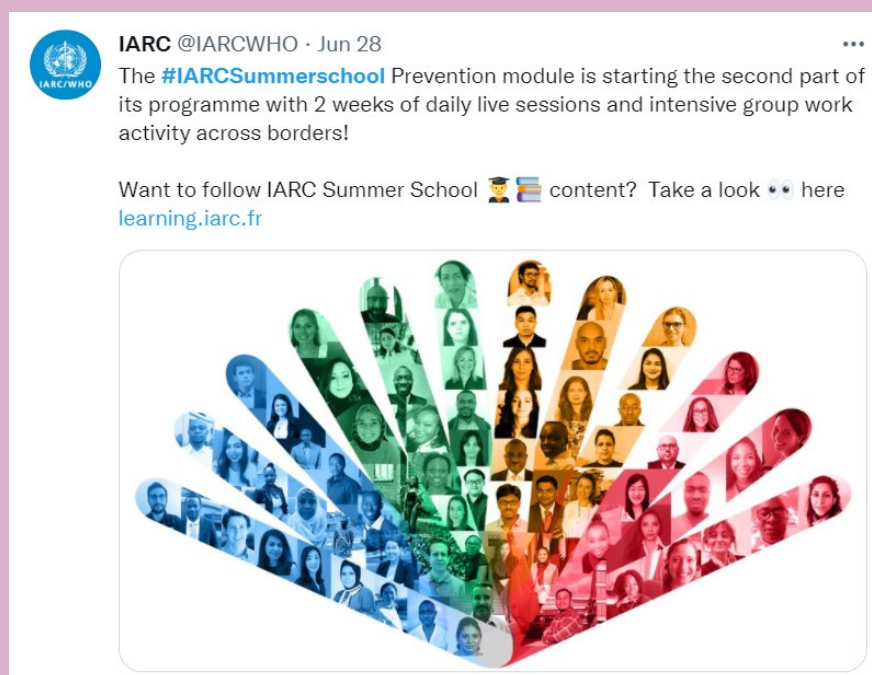 IARC @IARCWHO · Jun 28
IARC/WHO
The #IARCSummerschool Prevention module is starting the second part of
its programme with 2 weeks of daily live sessions and intensive group work
activity across borders!
Want to follow IARC Summer School 👨‍🎓📚 content? Take a look 👀 here
learning.iarc.fr